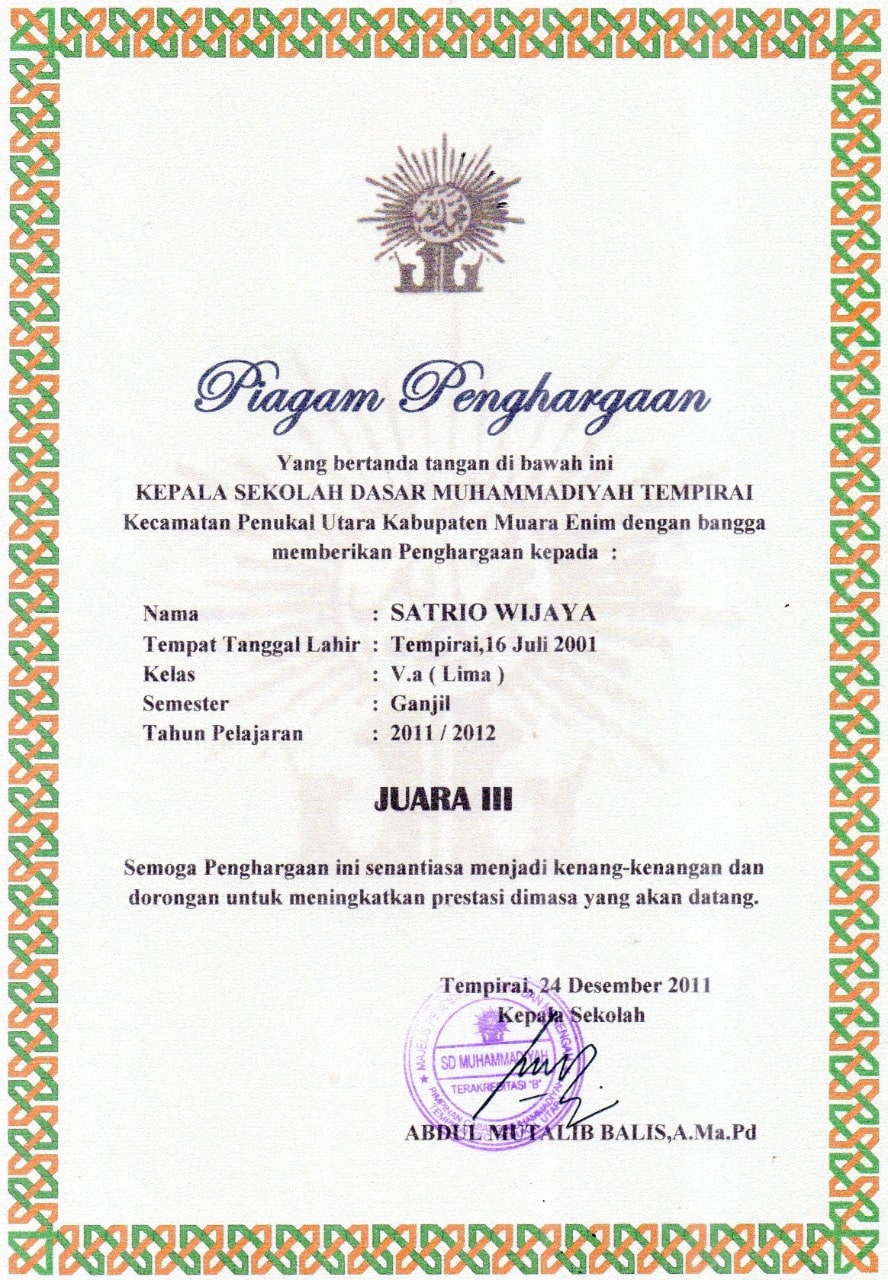 Piagam Penghargaan
Yang bertanda tangan di bawah ini
KEPALA SEKOLAH DASAR MUHAMMADIYAH TEMPIRAI
Kecamatan Penukal Utara Kabupaten Muara Enim dengan bangga
memberikan Penghargaan kepada :
Nama : SATRIO WIJAYA
Tempat Tanggal Lahir : Tempirai,16 Juli 2001
Kelas : V.a ( Lima )
Semester : Ganjil
Tahun Pelajaran : 2011 / 2012
JUARA III
Semoga Penghargaan ini senantiasa menjadi kenang-kenangan dan
dorongan untuk meningkatkan prestasi dimasa yang akan datang.
Tempirai, 24 Desember 2011
Kepala Sekolah
SD MUHAMMADIYAH
TERAKREDITASI "B"
ABDUL MUTALIB BALIS,A.Ma.Pd